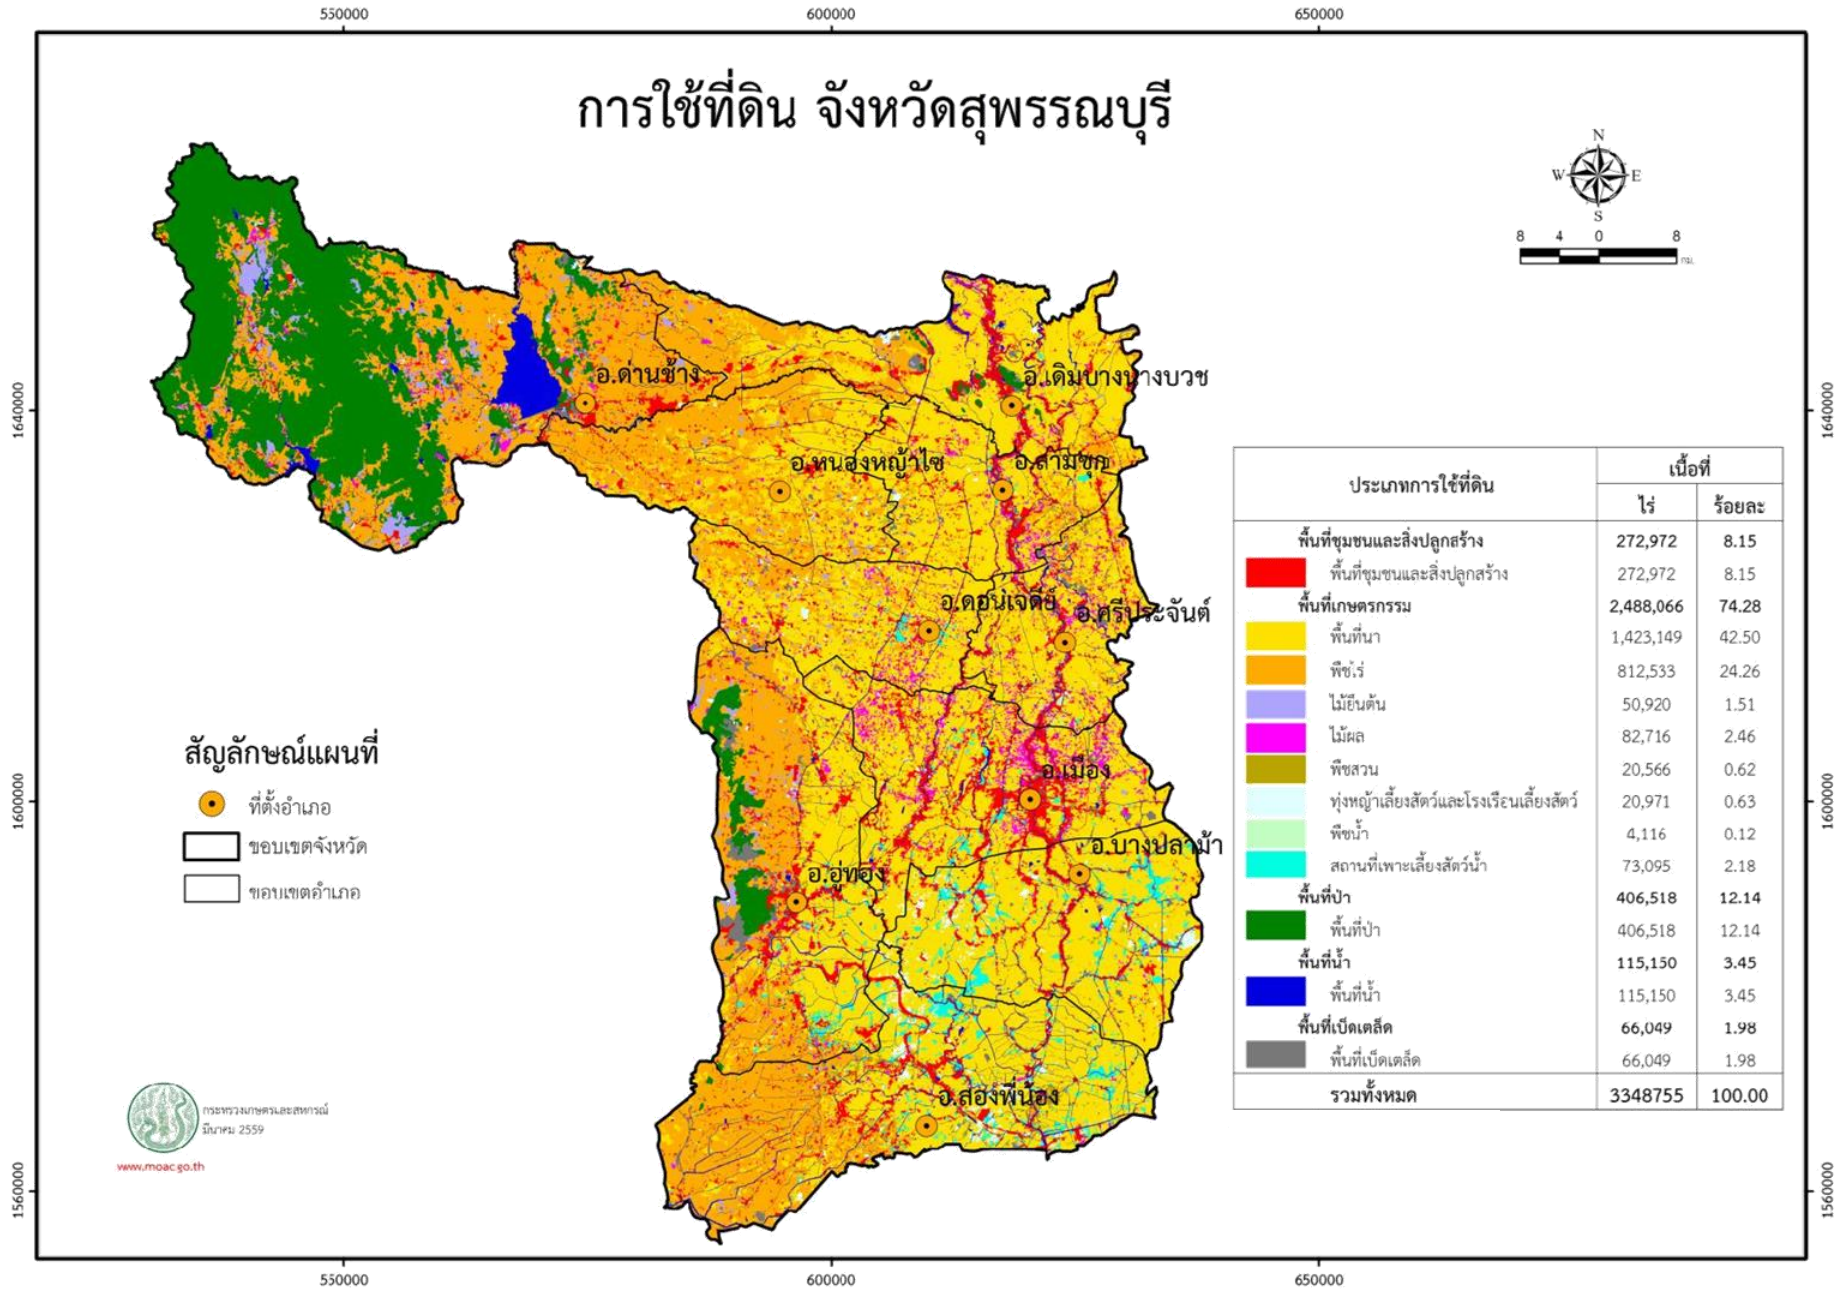 550000 600000 650000
การใช้ที่ดิน จังหวัดสุพรรณบุรี
N
W E
S
8 4 0 8
กม.
1640000 1640000
อ.ด่านช้าง
อ.เดิมบางนางบวช
อ.หนองหญ้าไซ
อ.สามชุก
อ.ดอนเจดีย์
อ.ศรีประจันต์
อ.เมือง
อ.บางปลาม้า
อ.อู่ทอง
อ.สองพี่น้อง
1600000 1600000
สัญลักษณ์แผนที่
ที่ตั้งอำเภอ
ขอบเขตจังหวัด
ขอบเขตอำเภอ
ประเภทการใช้ที่ดิน เนื้อที่
ไร่ ร้อยละ
พื้นที่ชุมชนและสิ่งปลูกสร้าง 272,972 8.15
พื้นที่ชุมชนและสิ่งปลูกสร้าง 272,972 8.15
พื้นที่เกษตรกรรม 2,488,066 74.28
พื้นที่นา 1,423,149 42.50
พืชไร่ 812,533 24.26
ไม้ยืนต้น 50,920 1.51
ไม้ผล 82,716 2.46
พืชสวน 20,566 0.62
ทุ่งหญ้าเลี้ยงสัตว์และโรงเรือนเลี้ยงสัตว์ 20,971 0.63
พืชน้ำ 4,116 0.12
สถานที่เพาะเลี้ยงสัตว์น้ำ 73,095 2.18
พื้นที่ป่า 406,518 12.14
พื้นที่ป่า 406,518 12.14
พื้นที่น้ำ 115,150 3.45
พื้นที่น้ำ 115,150 3.45
พื้นที่เบ็ดเตล็ด 66,049 1.98
พื้นที่เบ็ดเตล็ด 66,049 1.98
รวมทั้งหมด 3348755 100.00
กระทรวงเกษตรและสหกรณ์
มีนาคม 2559
www.moac.go.th
1560000 1560000
550000 600000 650000